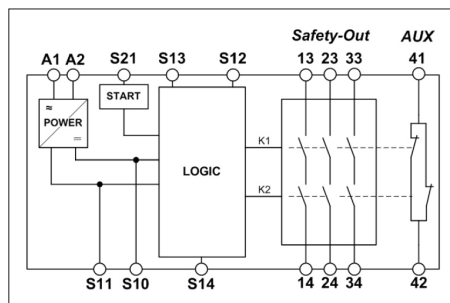 Safety-Out AUX
A1 A2 S21 S13 S12 13 23 33 41
START
≂
POWER
⎓
K1
LOGIC
K2
S11 S10 S14 14 24 34 42